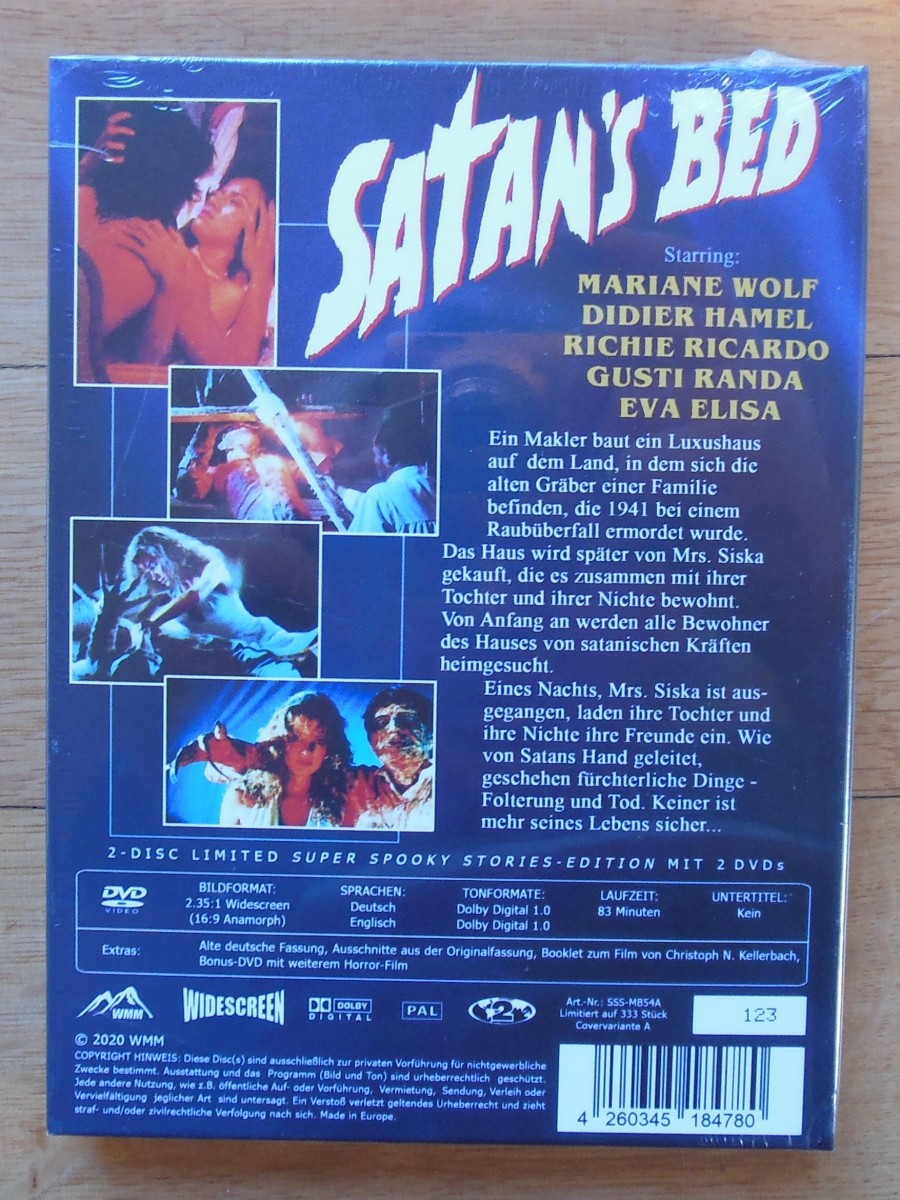 SATAN'S BED
Starring:
MARIANE WOLF
DIDIER HAMEL
RICHIE RICARDO
GUSTI RANDA
EVA ELISA
Ein Makler baut ein Luxushaus
auf dem Land, in dem sich die
alten Gräber einer Familie
befinden, die 1941 bei einem
Raubüberfall ermordet wurde.
Das Haus wird später von Mrs. Siska
gekauft, die es zusammen mit ihrer
Tochter und ihrer Nichte bewohnt.
Von Anfang an werden alle Bewohner
des Hauses von satanischen Kräften
heimgesucht.
Eines Nachts, Mrs. Siska ist aus-
gegangen, laden ihre Tochter und
ihre Nichte ihre Freunde ein. Wie
von Satans Hand geleitet,
geschehen fürchterliche Dinge -
Folterung und Tod. Keiner ist
mehr seines Lebens sicher...
2-DISC LIMITED SUPER SPOOKY STORIES-EDITION MIT 2 DVDs
DVD
VIDEO
BILDFORMAT:
2.35:1 Widescreen
(16:9 Anamorph)
SPRACHEN:
Deutsch
Englisch
TONFORMATE:
Dolby Digital 1.0
Dolby Digital 1.0
LAUFZEIT:
83 Minuten
UNTERTITEL:
Kein
Extras:
Alte deutsche Fassung, Ausschnitte aus der Originalfassung, Booklet zum Film von Christoph N. Kellerbach,
Bonus-DVD mit weiterem Horror-Film
WMM
WIDESCREEN
DOLBY
DIGITAL
PAL
2
Art.-Nr.: SSS-MB54A
Limitiert auf 333 Stück
Covervariante A
123
© 2020 WMM
COPYRIGHT HINWEIS: Diese Disc(s) sind ausschließlich zur privaten Vorführung für nichtgewerbliche
Zwecke bestimmt. Ausstattung und das Programm (Bild und Ton) sind urheberrechtlich geschützt.
Jede andere Nutzung, wie z.B. öffentliche Auf- oder Vorführung, Vermietung, Sendung, Verleih oder
Vervielfältigung jeglicher Art sind untersagt. Ein Verstoß verletzt geltendes Urheberrecht und zieht
straf- und/oder zivilrechtliche Verfolgung nach sich. Made in Europe.
4 260345 184780